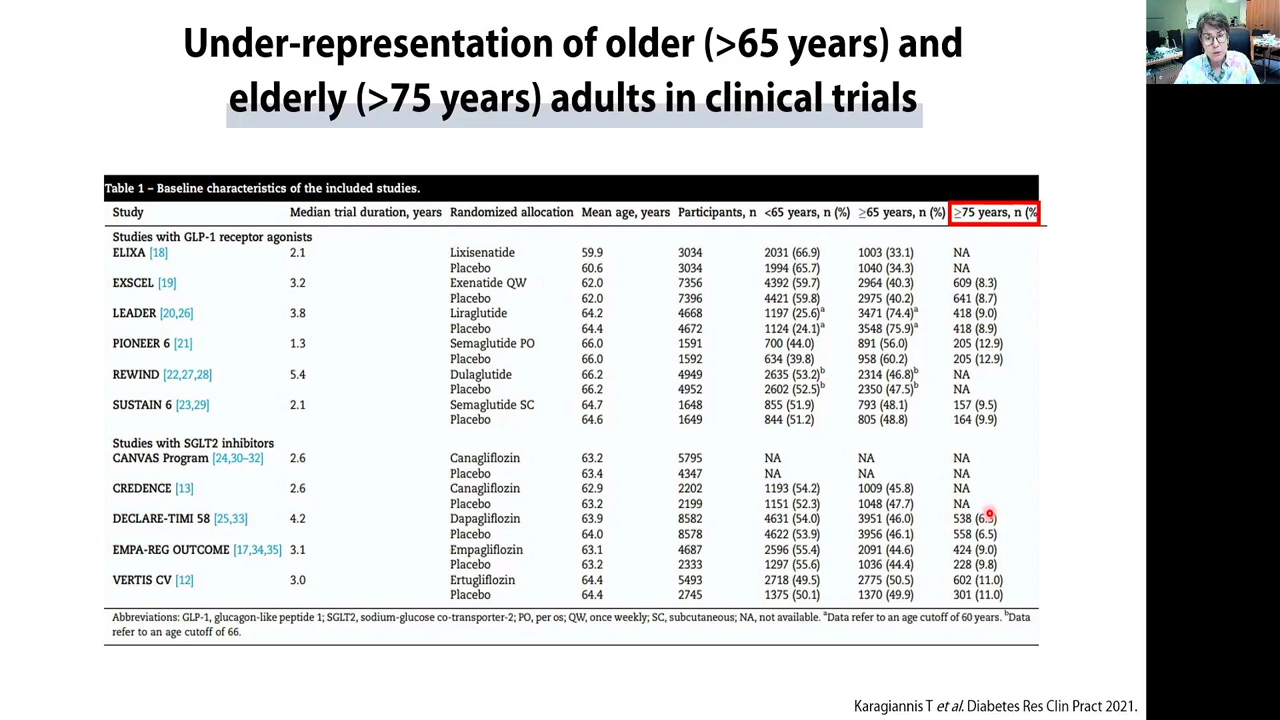 Under-representation of older (>65 years) and
elderly (>75 years) adults in clinical trials
Table 1 – Baseline characteristics of the included studies.
Study Median trial duration, years Randomized allocation Mean age, years Participants, n <65 years, n (%) ≥65 years, n (%) ≥75 years, n (%
Studies with GLP-1 receptor agonists
ELIXA [18] 2.1 Lixisenatide 59.9 3034 2031 (66.9) 1003 (33.1) NA
Placebo 60.6 3034 1994 (65.7) 1040 (34.3) NA
EXSCEL [19] 3.2 Exenatide QW 62.0 7356 4392 (59.7) 2964 (40.3) 609 (8.3)
Placebo 62.0 7396 4421 (59.8) 2975 (40.2) 641 (8.7)
LEADER [20,26] 3.8 Liraglutide 64.2 4668 1197 (25.6)a 3471 (74.4)a 418 (9.0)
Placebo 64.4 4672 1124 (24.1)a 3548 (75.9)a 418 (8.9)
PIONEER 6 [21] 1.3 Semaglutide PO 66.0 1591 700 (44.0) 891 (56.0) 205 (12.9)
Placebo 66.0 1592 634 (39.8) 958 (60.2) 205 (12.9)
REWIND [22,27,28] 5.4 Dulaglutide 66.2 4949 2635 (53.2)b 2314 (46.8)b NA
Placebo 66.2 4952 2602 (52.5)b 2350 (47.5)b NA
SUSTAIN 6 [23,29] 2.1 Semaglutide SC 64.7 1648 855 (51.9) 793 (48.1) 157 (9.5)
Placebo 64.6 1649 844 (51.2) 805 (48.8) 164 (9.9)
Studies with SGLT2 inhibitors
CANVAS Program [24,30–32] 2.6 Canagliflozin 63.2 5795 NA NA NA
Placebo 63.4 4347 NA NA NA
CREDENCE [13] 2.6 Canagliflozin 62.9 2202 1193 (54.2) 1009 (45.8) NA
Placebo 63.2 2199 1151 (52.3) 1048 (47.7) NA
DECLARE-TIMI 58 [25,33] 4.2 Dapagliflozin 63.9 8582 4631 (54.0) 3951 (46.0) 538 (6.3)
Placebo 64.0 8578 4622 (53.9) 3956 (46.1) 558 (6.5)
EMPA-REG OUTCOME [17,34,35] 3.1 Empagliflozin 63.1 4687 2596 (55.4) 2091 (44.6) 424 (9.0)
Placebo 63.2 2333 1297 (55.6) 1036 (44.4) 228 (9.8)
VERTIS CV [12] 3.0 Ertugliflozin 64.4 5493 2718 (49.5) 2775 (50.5) 602 (11.0)
Placebo 64.4 2745 1375 (50.1) 1370 (49.9) 301 (11.0)
Abbreviations: GLP-1, glucagon-like peptide 1; SGLT2, sodium-glucose co-transporter-2; PO, per os; QW, once weekly; SC, subcutaneous; NA, not available. aData refer to an age cutoff of 60 years. bData
refer to an age cutoff of 66.
Karagiannis T et al. Diabetes Res Clin Pract 2021.